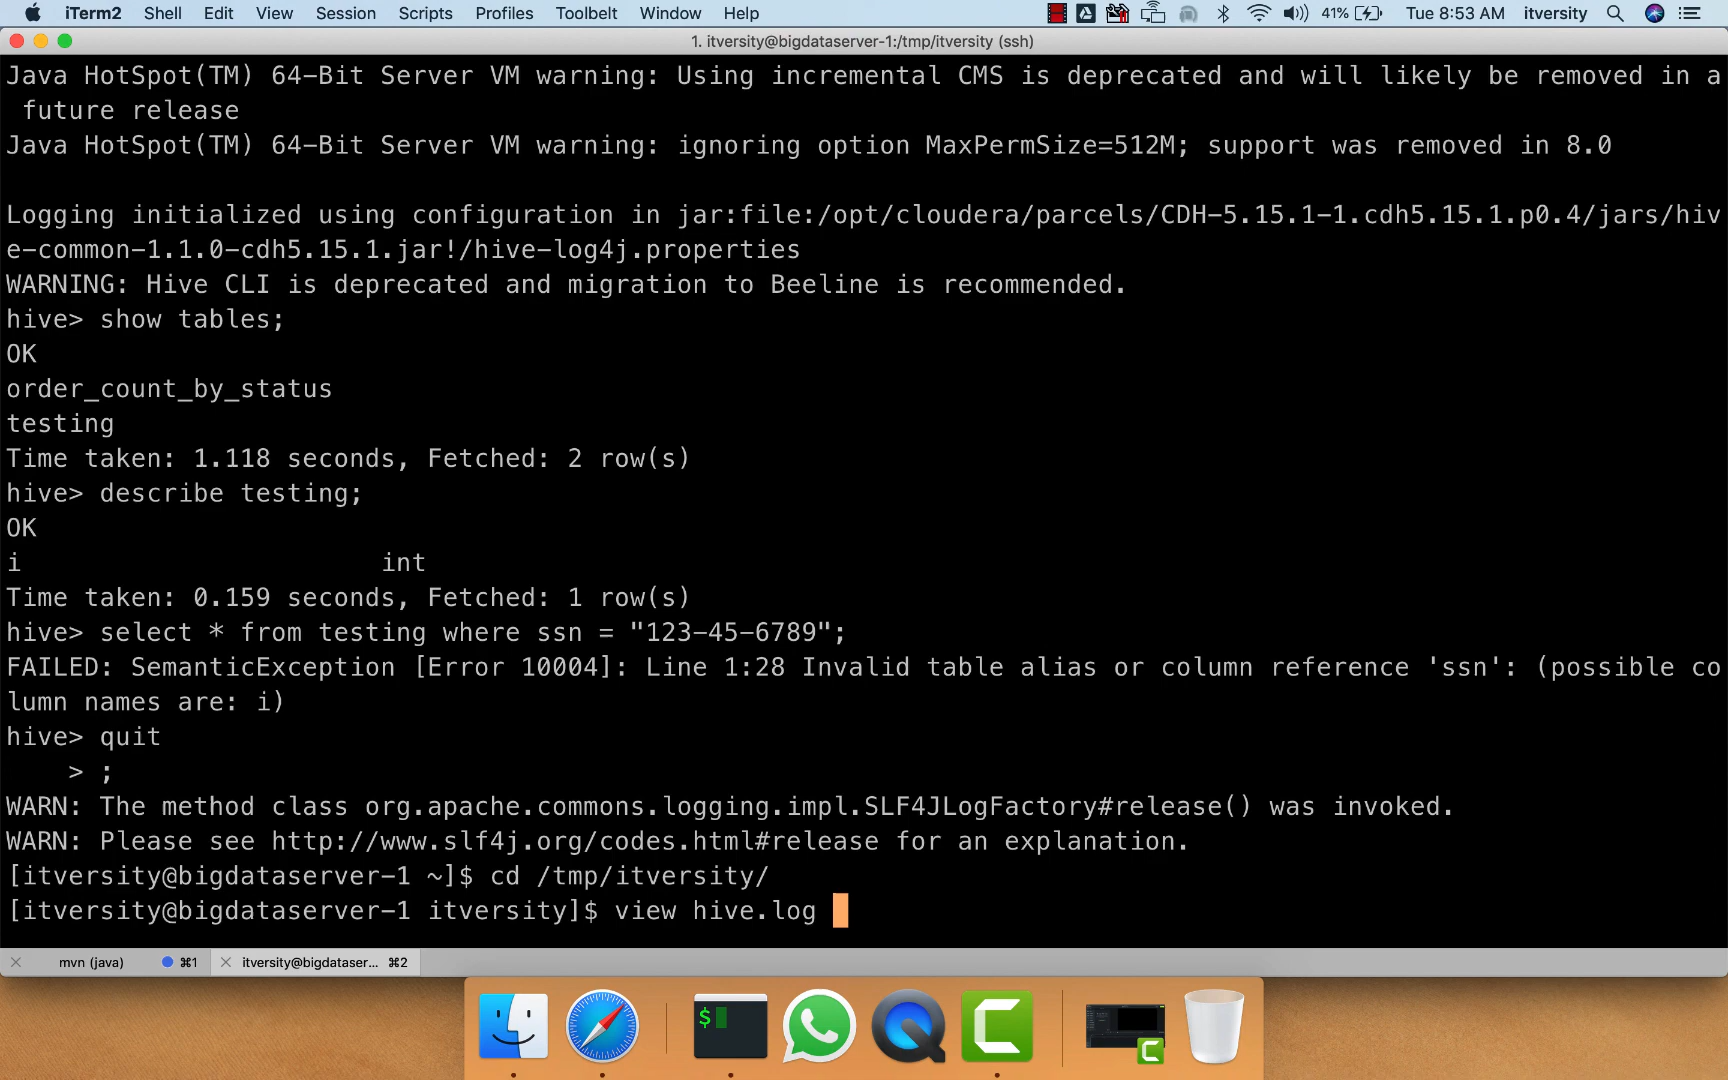 iTerm2 Shell Edit View Session Scripts Profiles Toolbelt Window Help 41% Tue 8:53 AM itversity
1. itversity@bigdataserver-1:/tmp/itversity (ssh)
Java HotSpot(TM) 64-Bit Server VM warning: Using incremental CMS is deprecated and will likely be removed in a
 future release
Java HotSpot(TM) 64-Bit Server VM warning: ignoring option MaxPermSize=512M; support was removed in 8.0
Logging initialized using configuration in jar:file:/opt/cloudera/parcels/CDH-5.15.1-1.cdh5.15.1.p0.4/jars/hiv
e-common-1.1.0-cdh5.15.1.jar!/hive-log4j.properties
WARNING: Hive CLI is deprecated and migration to Beeline is recommended.
hive> show tables;
OK
order_count_by_status
testing
Time taken: 1.118 seconds, Fetched: 2 row(s)
hive> describe testing;
OK
i                       int
Time taken: 0.159 seconds, Fetched: 1 row(s)
hive> select * from testing where ssn = "123-45-6789";
FAILED: SemanticException [Error 10004]: Line 1:28 Invalid table alias or column reference 'ssn': (possible co
lumn names are: i)
hive> quit
    > ;
WARN: The method class org.apache.commons.logging.impl.SLF4JLogFactory#release() was invoked.
WARN: Please see http://www.slf4j.org/codes.html#release for an explanation.
[itversity@bigdataserver-1 ~]$ cd /tmp/itversity/
[itversity@bigdataserver-1 itversity]$ view hive.log
mvn (java) ⌘1 itversity@bigdataser... ⌘2
$